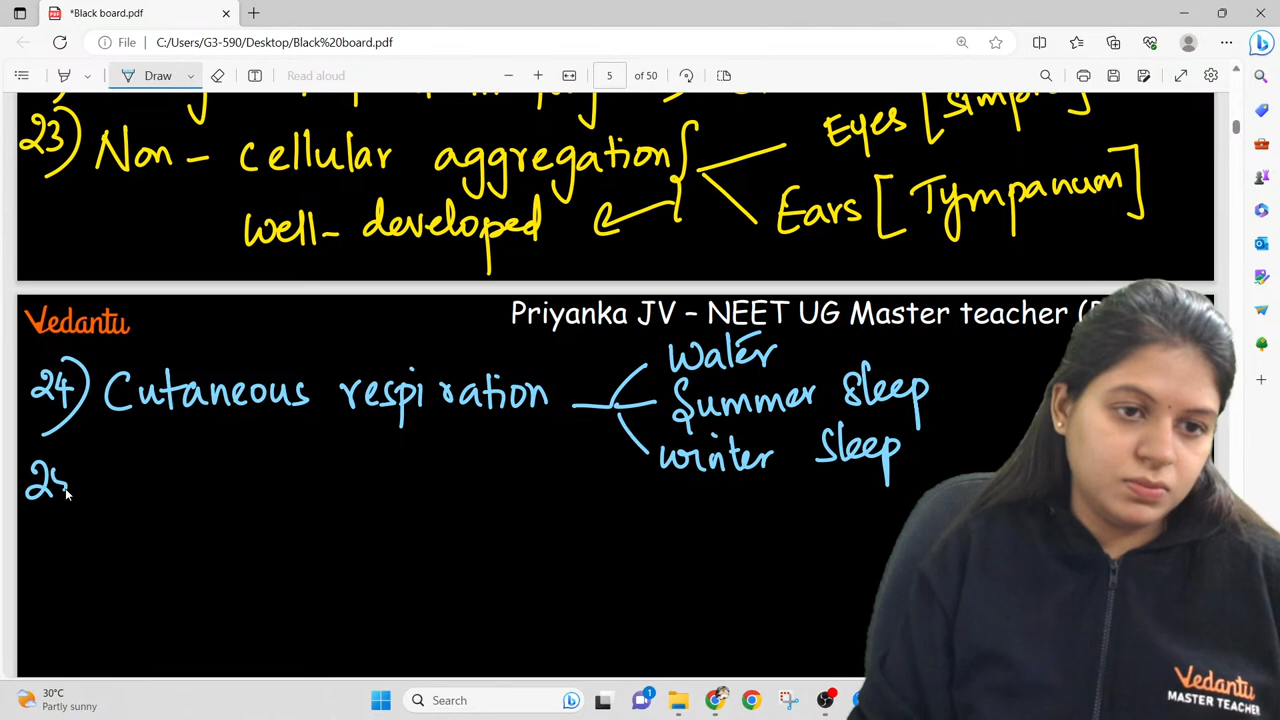 *Black board.pdf
File C:/Users/G3-590/Desktop/Black%20board.pdf
Draw Read aloud 5 of 50
23) Non - cellular aggregation
well- developed
Eyes [simple]
Ears [Tympanum]
Vedantu
Priyanka JV – NEET UG Master teacher
24) Cutaneous respiration
Water
Summer sleep
winter sleep
Vedantu
MASTER TEACHER
30°C
Partly sunny
Search
1